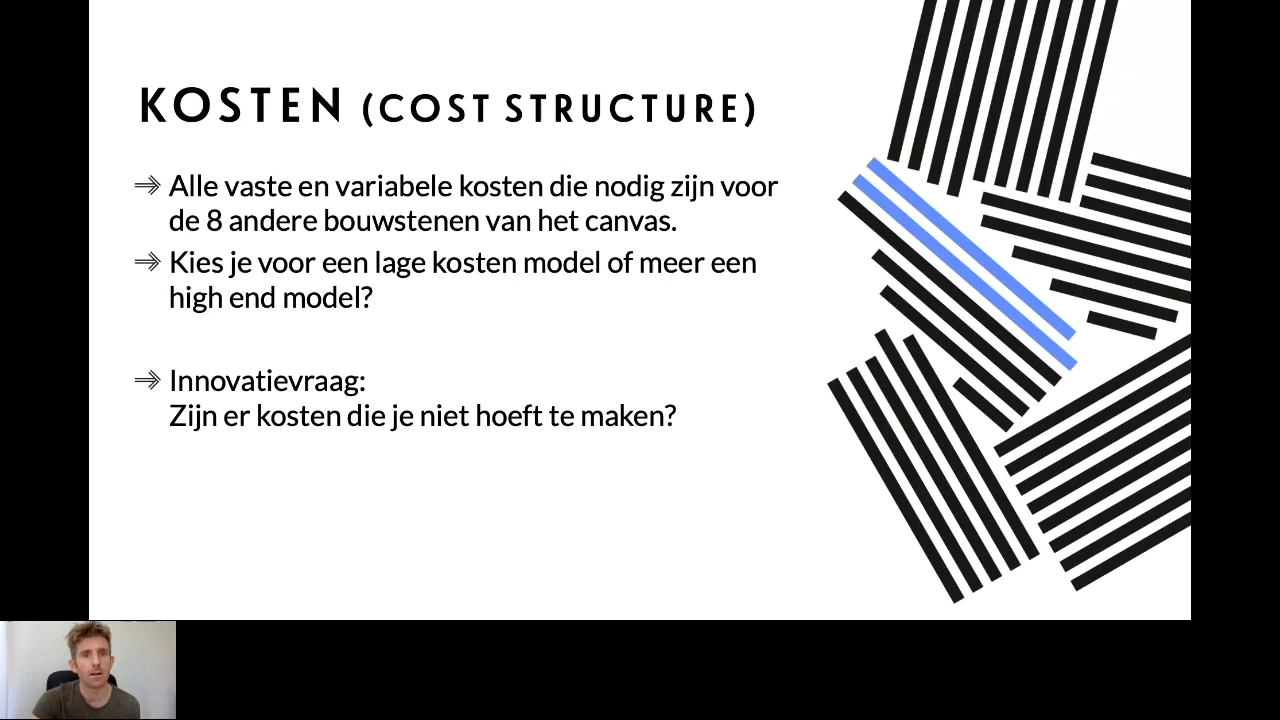 KOSTEN (COST STRUCTURE)
Alle vaste en variabele kosten die nodig zijn voor
de 8 andere bouwstenen van het canvas.
Kies je voor een lage kosten model of meer een
high end model?
Innovatievraag:
Zijn er kosten die je niet hoeft te maken?